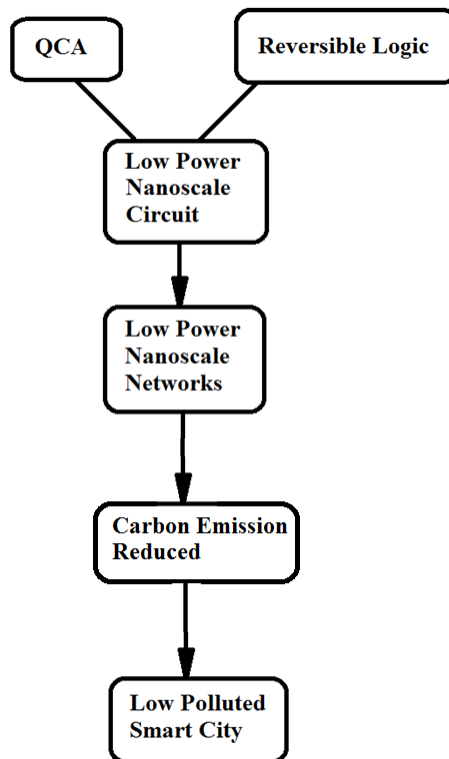 QCA
Reversible Logic
Low Power
Nanoscale
Circuit
Low Power
Nanoscale
Networks
Carbon Emission
Reduced
Low Polluted
Smart City